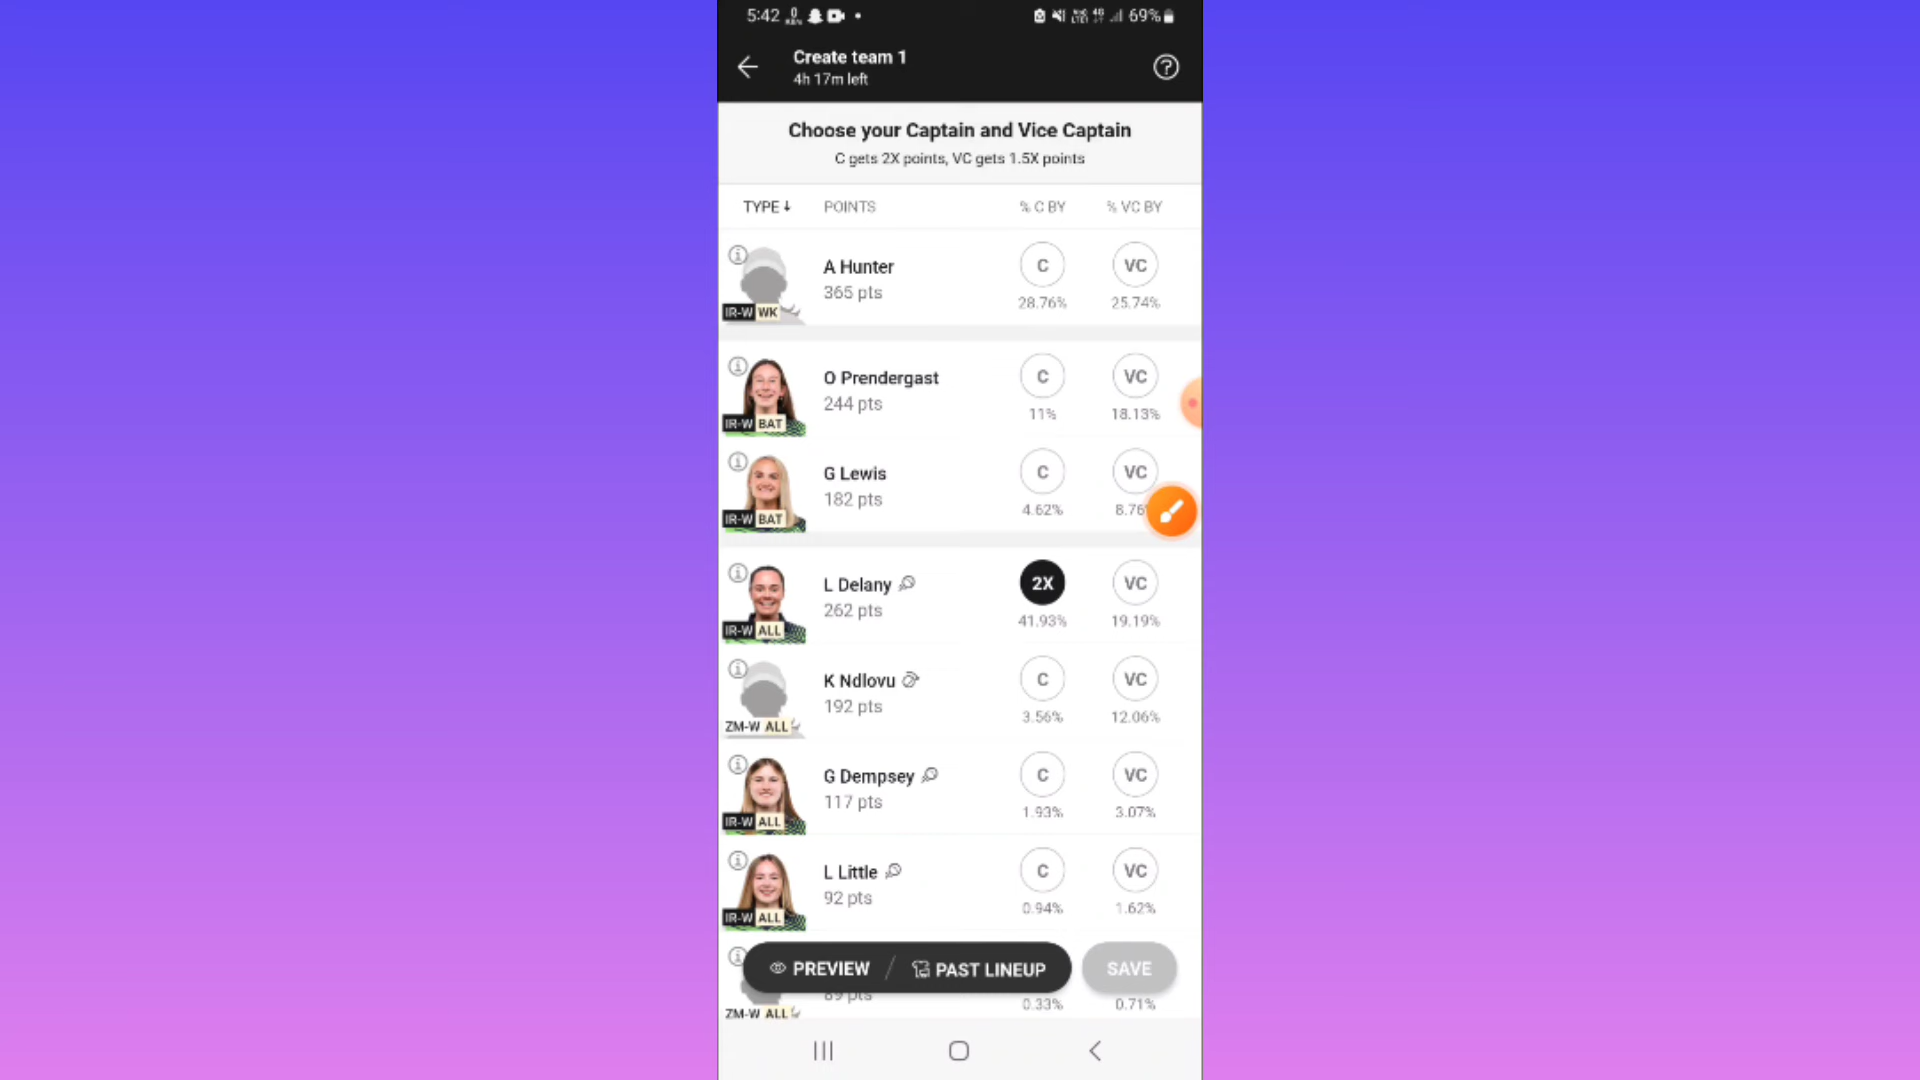 5:42 69%
Create team 1
4h 17m left
Choose your Captain and Vice Captain
C gets 2X points, VC gets 1.5X points
TYPE↓ POINTS % C BY % VC BY
A Hunter C VC
365 pts
28.76% 25.74%
IR-W WK
O Prendergast C VC
244 pts
11% 18.13%
IR-W BAT
G Lewis C VC
182 pts
4.62% 8.76
IR-W BAT
L Delany 2X VC
262 pts
41.93% 19.19%
IR-W ALL
K Ndlovu C VC
192 pts
3.56% 12.06%
ZM-W ALL
G Dempsey C VC
117 pts
1.93% 3.07%
IR-W ALL
L Little C VC
92 pts
0.94% 1.62%
IR-W ALL
PREVIEW / PAST LINEUP SAVE
89 pts
0.33% 0.71%
ZM-W ALL